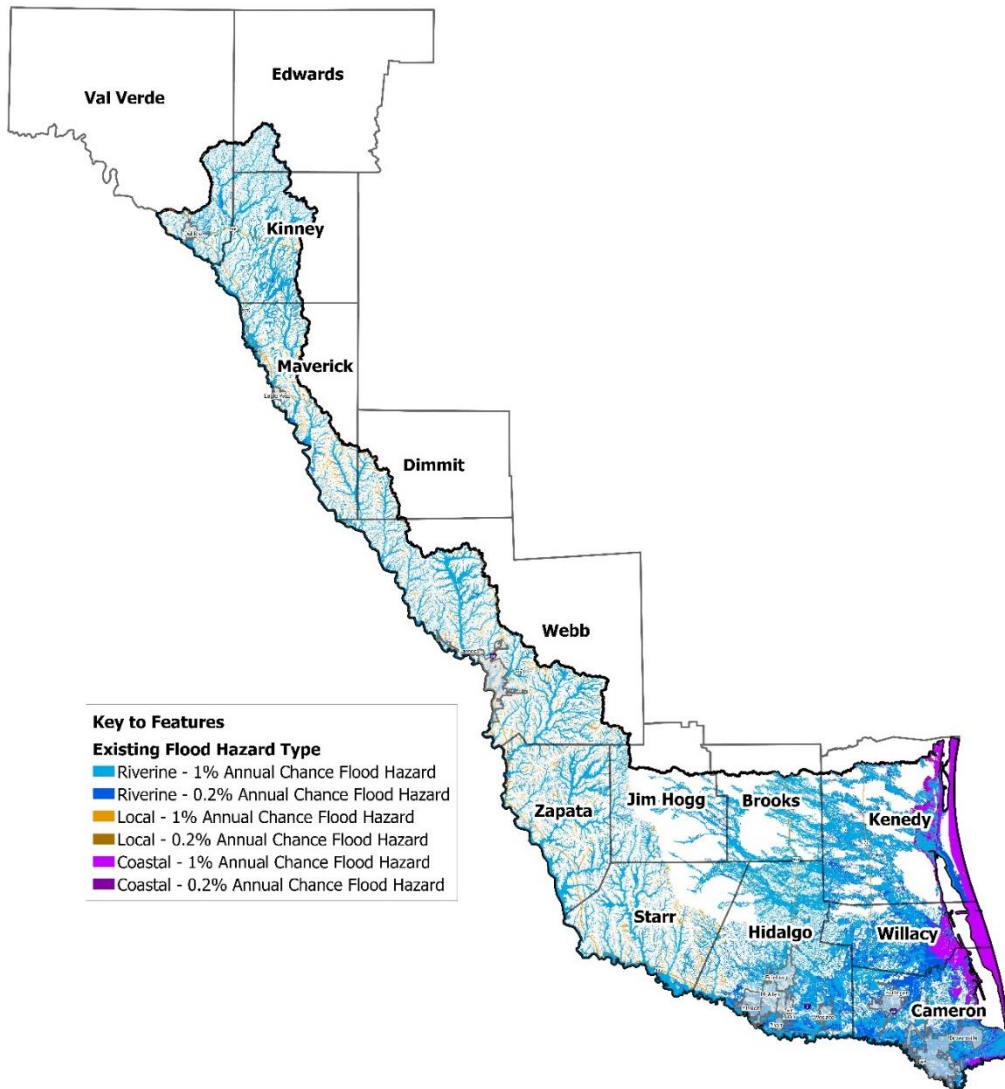 Edwards
Val Verde
Kinney
Maverick
Dimmit
Webb
Key to Features
Existing Flood Hazard Type
Riverine - 1% Annual Chance Flood Hazard
Riverine - 0.2% Annual Chance Flood Hazard
Local - 1% Annual Chance Flood Hazard
Local - 0.2% Annual Chance Flood Hazard
Coastal - 1% Annual Chance Flood Hazard
Coastal - 0.2% Annual Chance Flood Hazard
Zapata
Jim Hogg
Brooks
Kenedy
Starr
Hidalgo
Willacy
Cameron